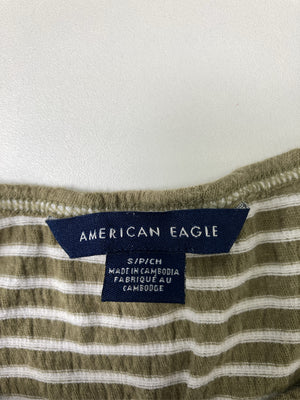 AMERICAN EAGLE
S/P/CH
MADE IN CAMBODIA
FABRIQUÉ AU
CAMBODGE